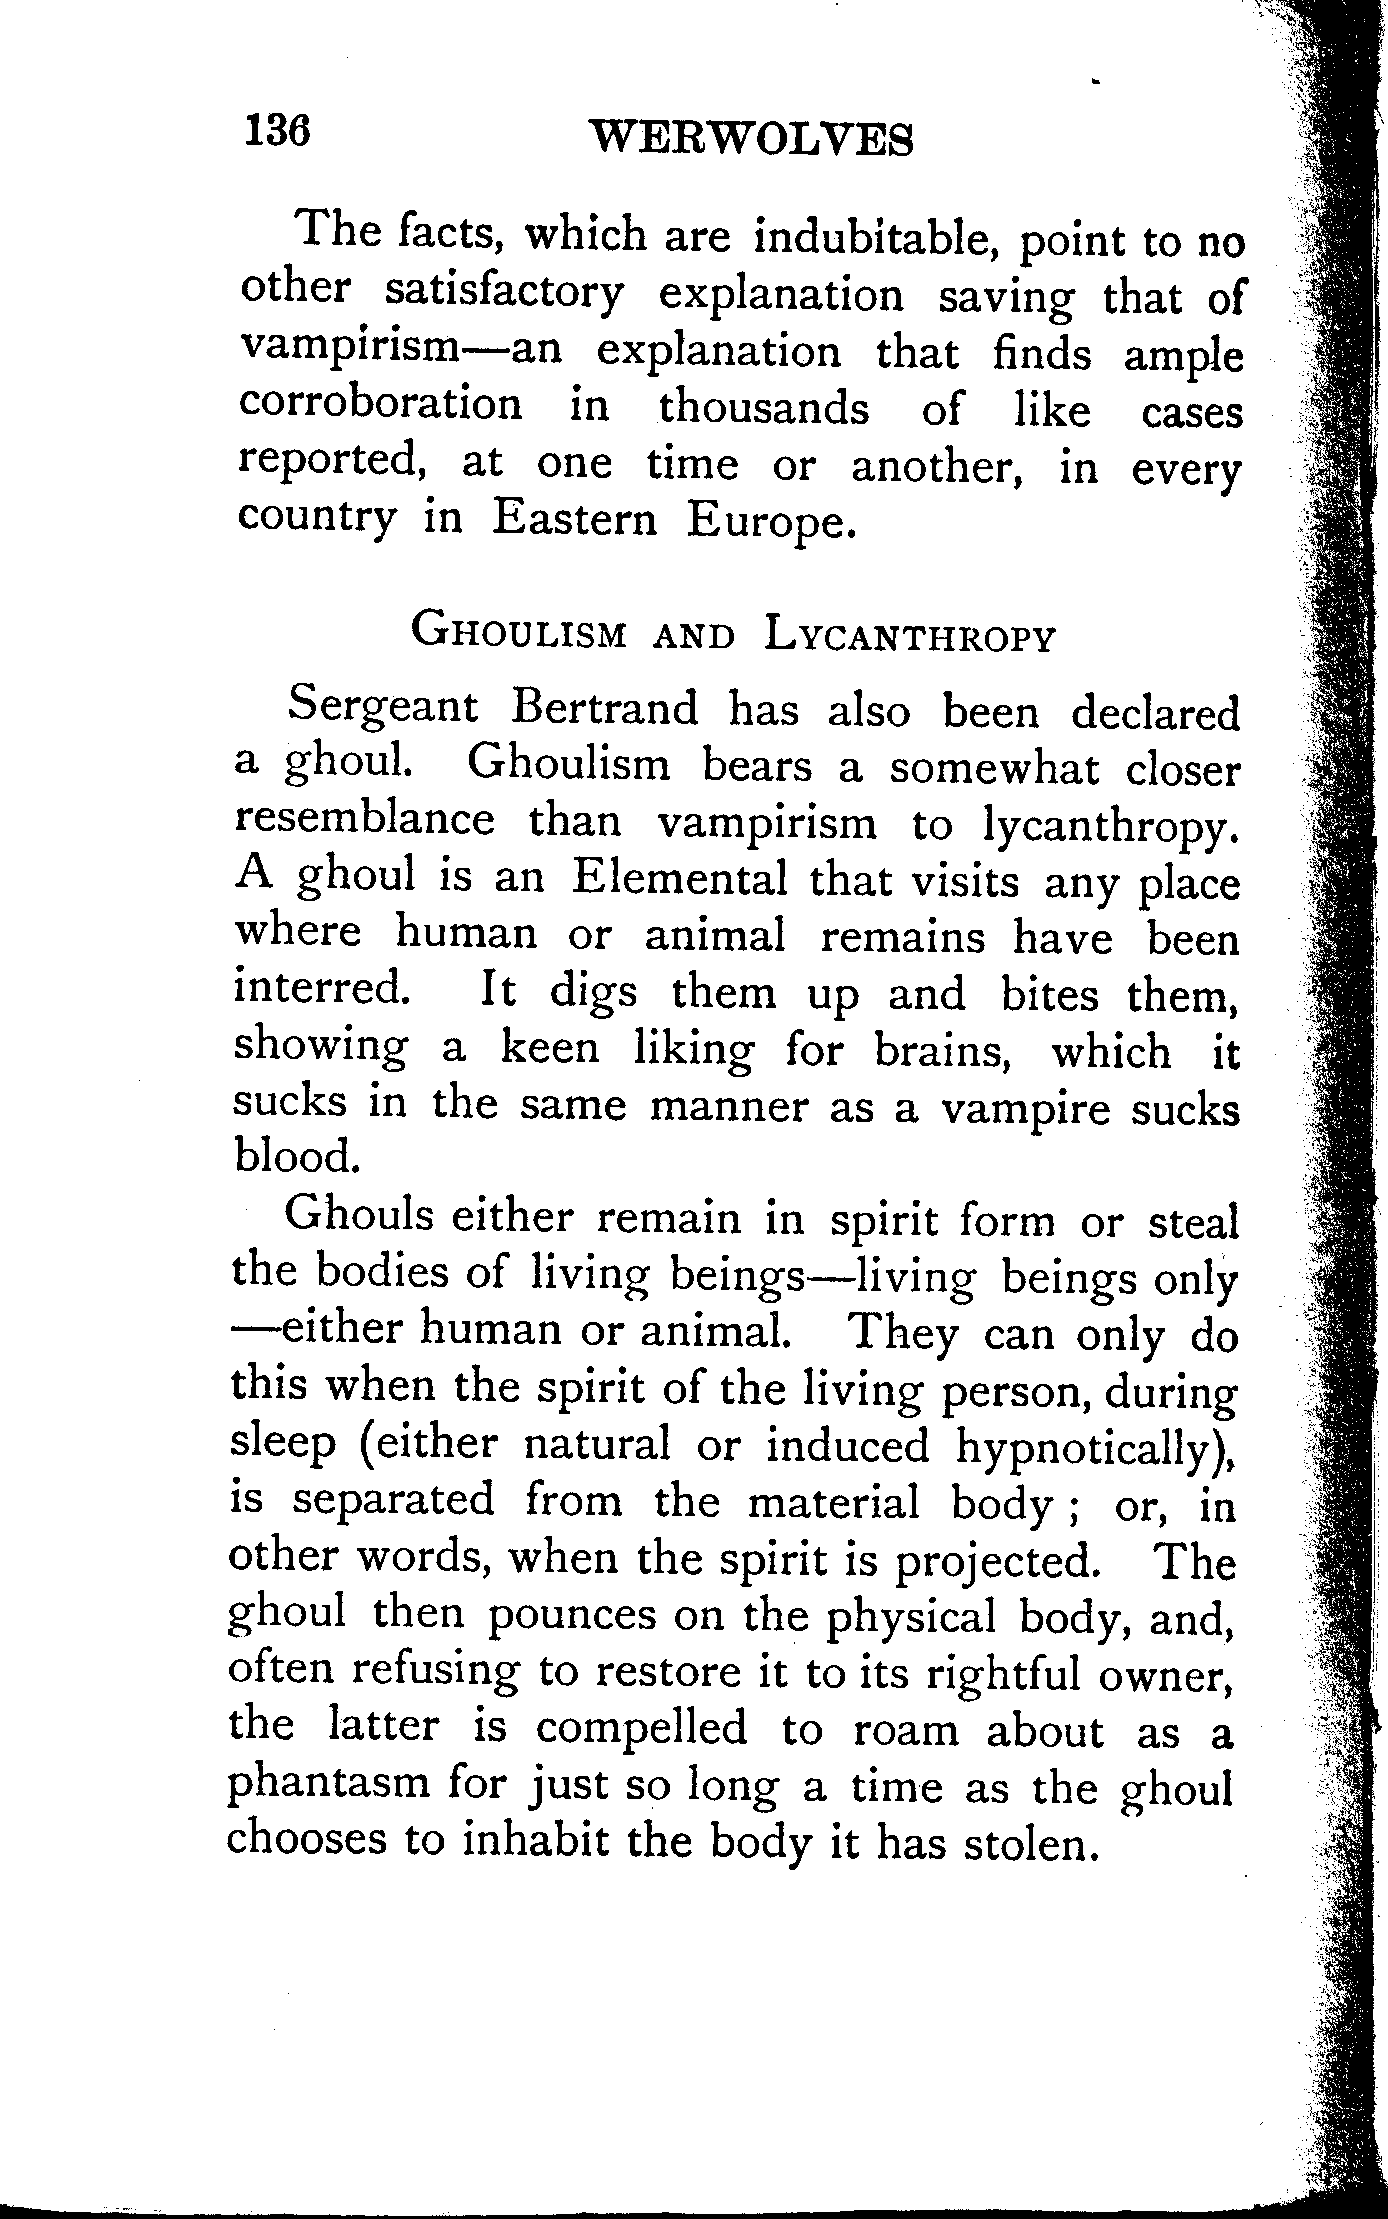 136 WERWOLVES
The facts, which are indubitable, point to no
other satisfactory explanation saving that of
vampirism—an explanation that finds ample
corroboration in thousands of like cases
reported, at one time or another, in every
country in Eastern Europe.
Ghoulism and Lycanthropy
Sergeant Bertrand has also been declared
a ghoul. Ghoulism bears a somewhat closer
resemblance than vampirism to lycanthropy.
A ghoul is an Elemental that visits any place
where human or animal remains have been
interred. It digs them up and bites them,
showing a keen liking for brains, which it
sucks in the same manner as a vampire sucks
blood.
Ghouls either remain in spirit form or steal
the bodies of living beings—living beings only
—either human or animal. They can only do
this when the spirit of the living person, during
sleep (either natural or induced hypnotically),
is separated from the material body ; or, in
other words, when the spirit is projected. The
ghoul then pounces on the physical body, and,
often refusing to restore it to its rightful owner,
the latter is compelled to roam about as a
phantasm for just so long a time as the ghoul
chooses to inhabit the body it has stolen.